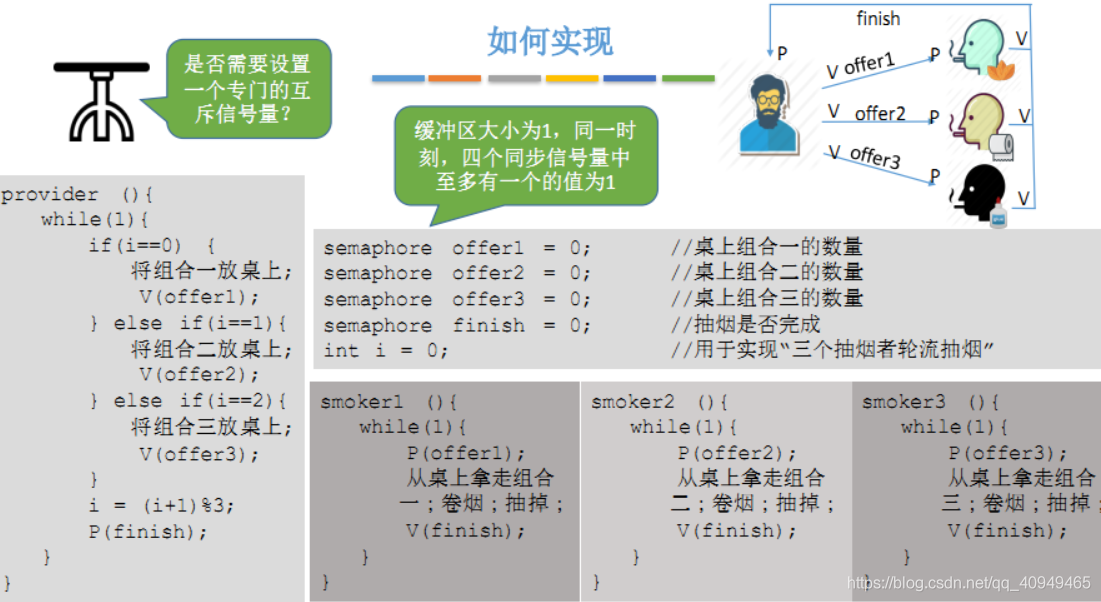 如何实现
是否需要设置
一个专门的互
斥信号量？
缓冲区大小为1，同一时
刻，四个同步信号量中
至多有一个的值为1
finish
P
V offer1
P
V
V offer2
P
V
V offer3
P
V
provider (){
while(1){
if(i==0) {
将组合一放桌上;
V(offer1);
} else if(i==1){
将组合二放桌上;
V(offer2);
} else if(i==2){
将组合三放桌上;
V(offer3);
}
i = (i+1)%3;
P(finish);
}
}
semaphore offer1 = 0; //桌上组合一的数量
semaphore offer2 = 0; //桌上组合二的数量
semaphore offer3 = 0; //桌上组合三的数量
semaphore finish = 0; //抽烟是否完成
int i = 0; //用于实现“三个抽烟者轮流抽烟”
smoker1 (){
while(1){
P(offer1);
从桌上拿走组合
一；卷烟；抽掉；
V(finish);
}
}
smoker2 (){
while(1){
P(offer2);
从桌上拿走组合
二；卷烟；抽掉；
V(finish);
}
}
smoker3 (){
while(1){
P(offer3);
从桌上拿走组合
三；卷烟；抽掉；
V(finish);
}
}
https://blog.csdn.net/qq_40949465